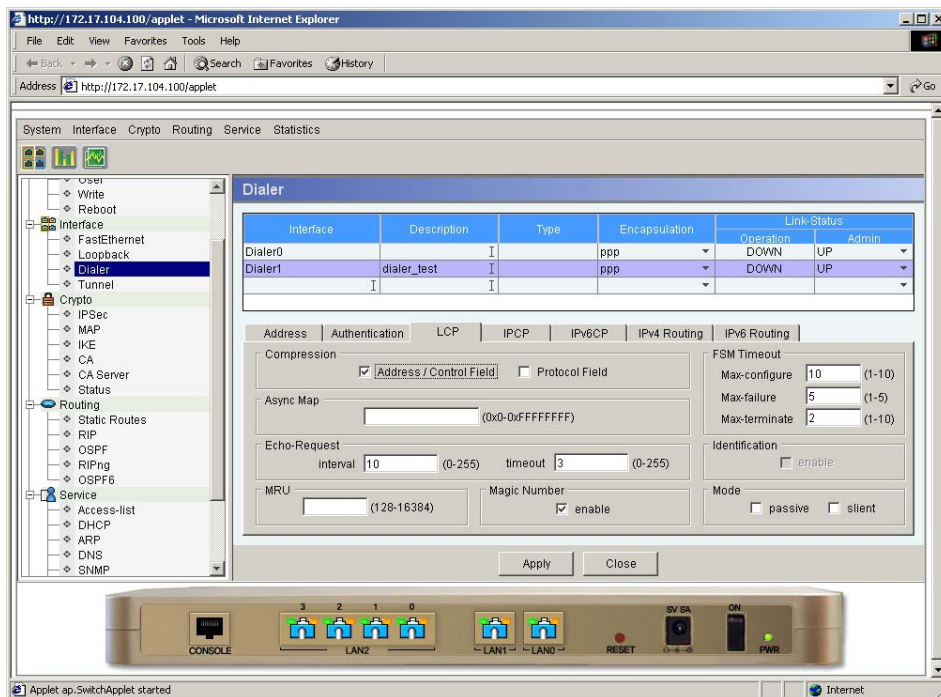 http://172.17.104.100/applet - Microsoft Internet Explorer
File Edit View Favorites Tools Help
Back Search Favorites History
Address http://172.17.104.100/applet Go
System Interface Crypto Routing Service Statistics
User
Write
Reboot
Interface
FastEthernet
Loopback
Dialer
Tunnel
Crypto
IPSec
MAP
IKE
CA
CA Server
Status
Routing
Static Routes
RIP
OSPF
RIPng
OSPF6
Service
Access-list
DHCP
ARP
DNS
SNMP
Dialer
Interface Description Type Encapsulation Link-Status
Operation Admin
Dialer0 ppp DOWN UP
Dialer1 dialer_test ppp DOWN UP
Address Authentication LCP IPCP IPv6CP IPv4 Routing IPv6 Routing
Compression
Address / Control Field Protocol Field
Async Map
(0x0-0xFFFFFFFF)
Echo-Request
interval 10 (0-255) timeout 3 (0-255)
MRU
(128-16384)
Magic Number
enable
FSM Timeout
Max-configure 10 (1-10)
Max-failure 5 (1-5)
Max-terminate 2 (1-10)
Identification
enable
Mode
passive slient
Apply Close
CONSOLE
3 2 1 0
LAN2
LAN1 LAN0
RESET
5V 5A
ON
PWR
Applet ap.SwitchApplet started Internet